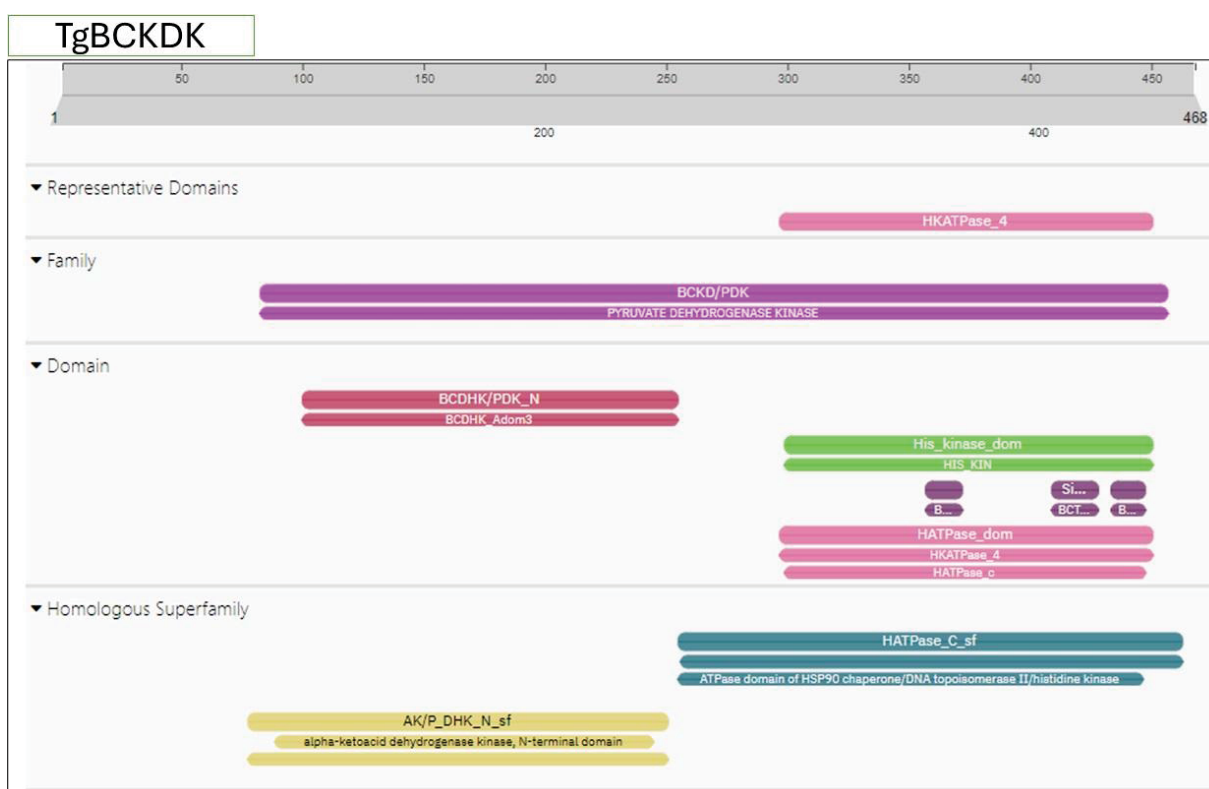 TgBCKDK
50 100 150 200 250 300 350 400 450
1 468
200 400
Representative Domains
HKATPase_4
Family
BCKD/PDK
PYRUVATE DEHYDROGENASE KINASE
Domain
BCDHK/PDK_N
BCDHK_Adom3
His_kinase_dom
HIS_KIN
Si...
B... BCT... B...
HATPase_dom
HKATPase_4
HATPase_c
Homologous Superfamily
HATPase_C_sf
ATPase domain of HSP90 chaperone/DNA topoisomerase II/histidine kinase
AK/P_DHK_N_sf
alpha-ketoacid dehydrogenase kinase, N-terminal domain